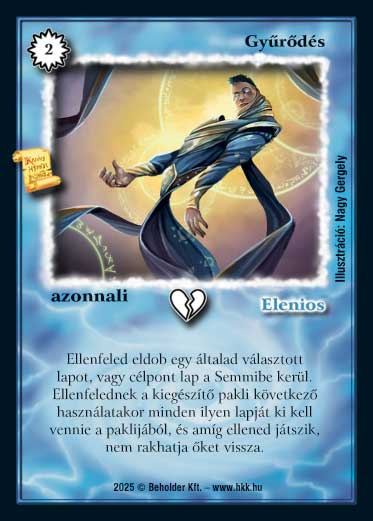 2
Gyűrődés
Illusztráció: Nagy Gergely
azonnali
Elenios
Ellenfeled eldob egy általad választott
lapot, vagy célpont lap a Semmibe kerül.
Ellenfelednek a kiegészítő pakli következő
használatakor minden ilyen lapját ki kell
vennie a paklijából, és amíg ellened játszik,
nem rakhatja őket vissza.
2025 © Beholder Kft. – www.hkk.hu